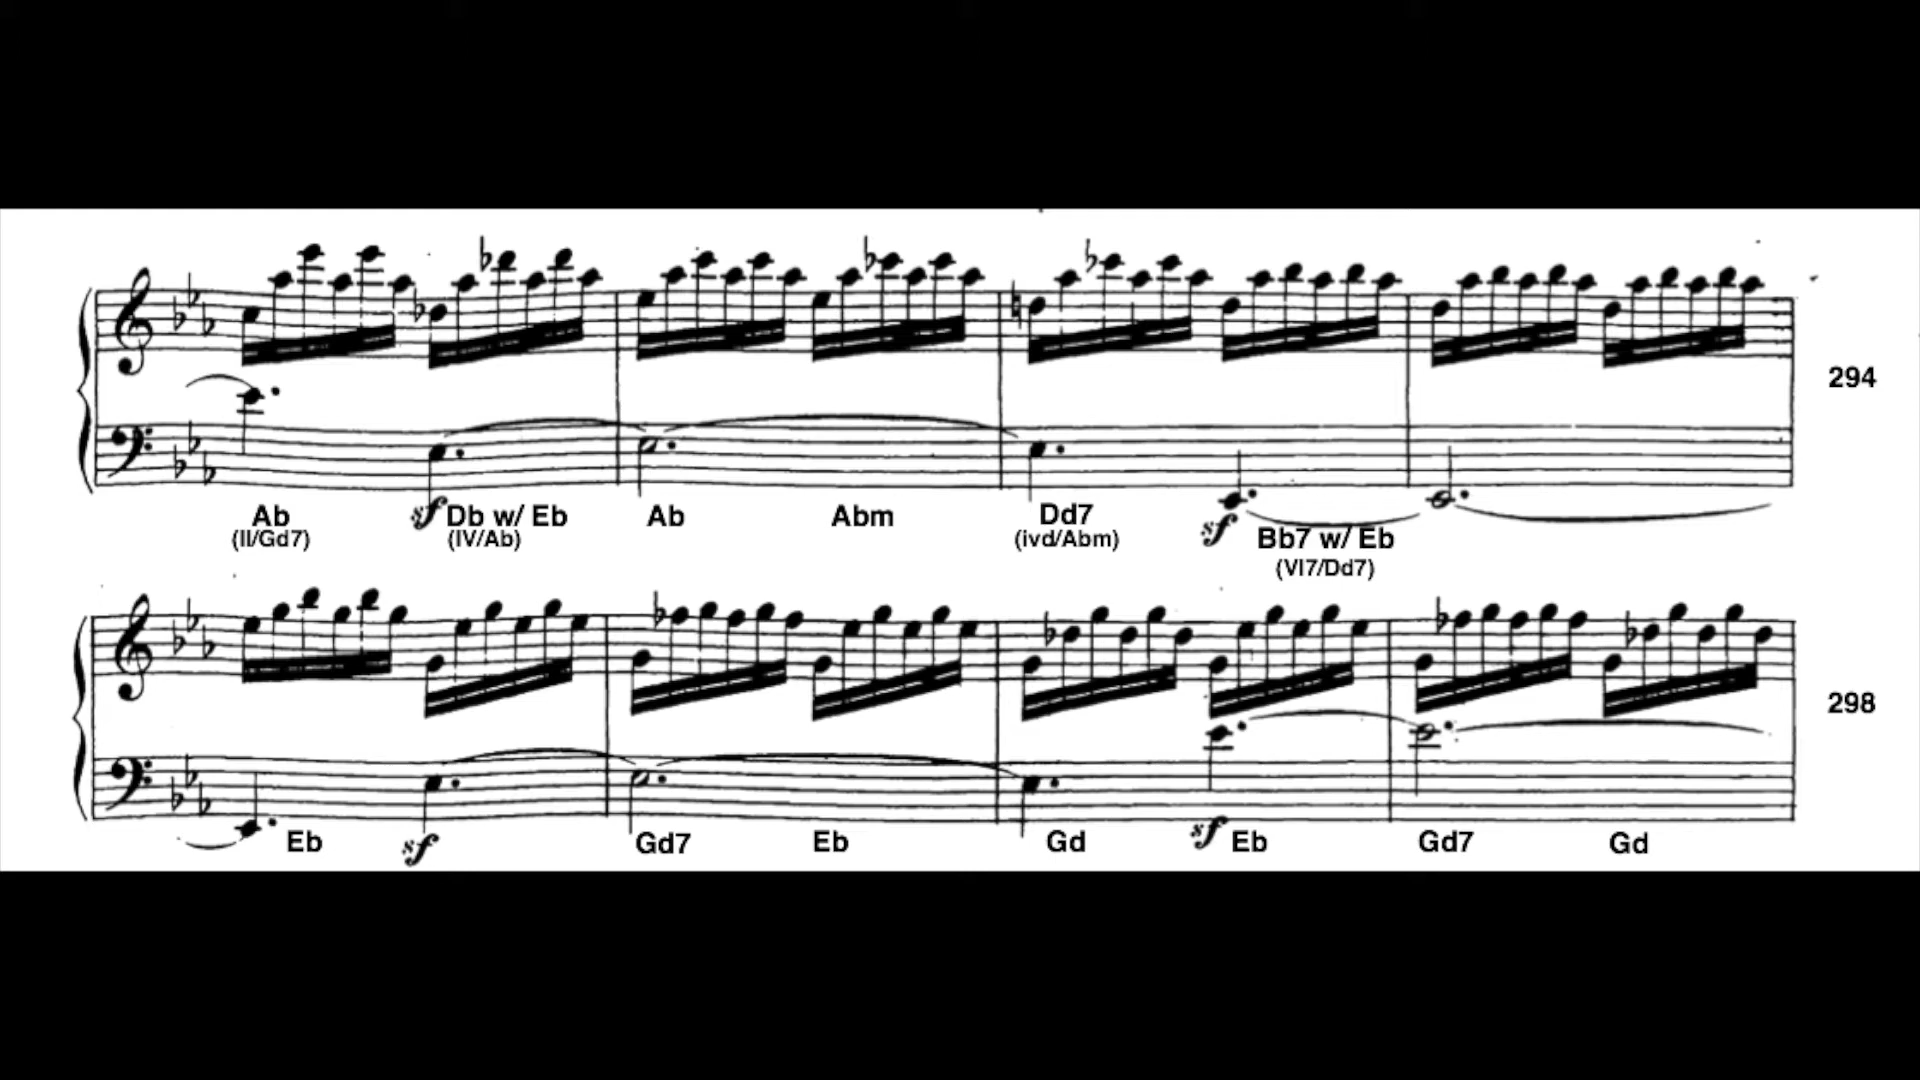 294
sf
Ab Db w/ Eb Ab Abm Dd7
(II/Gd7) (IV/Ab) (ivd/Abm)
sf Bb7 w/ Eb
(VI7/Dd7)
298
sf
sf
Eb Gd7 Eb Gd Eb Gd7 Gd